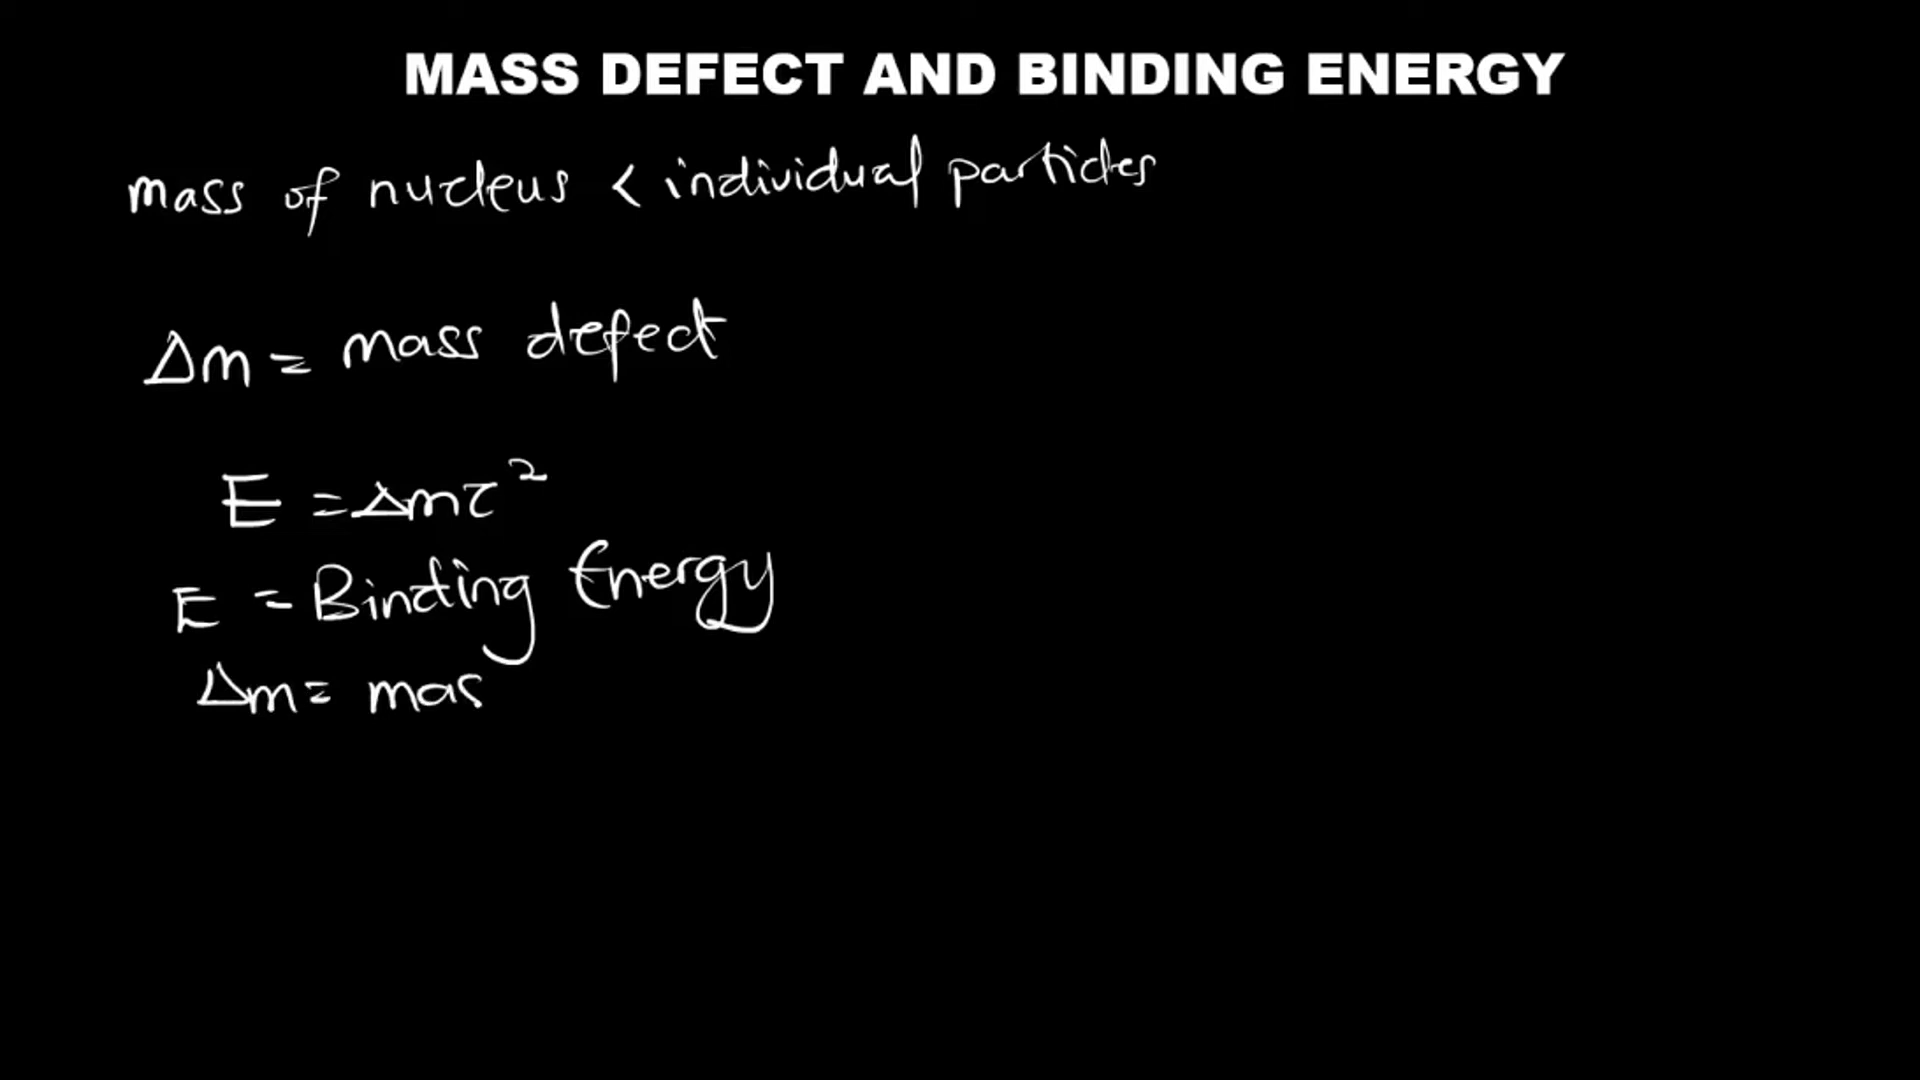 MASS DEFECT AND BINDING ENERGY
mass of nucleus < individual particles
Δm = mass defect
E = Δmc²
E = Binding Energy
Δm = mas